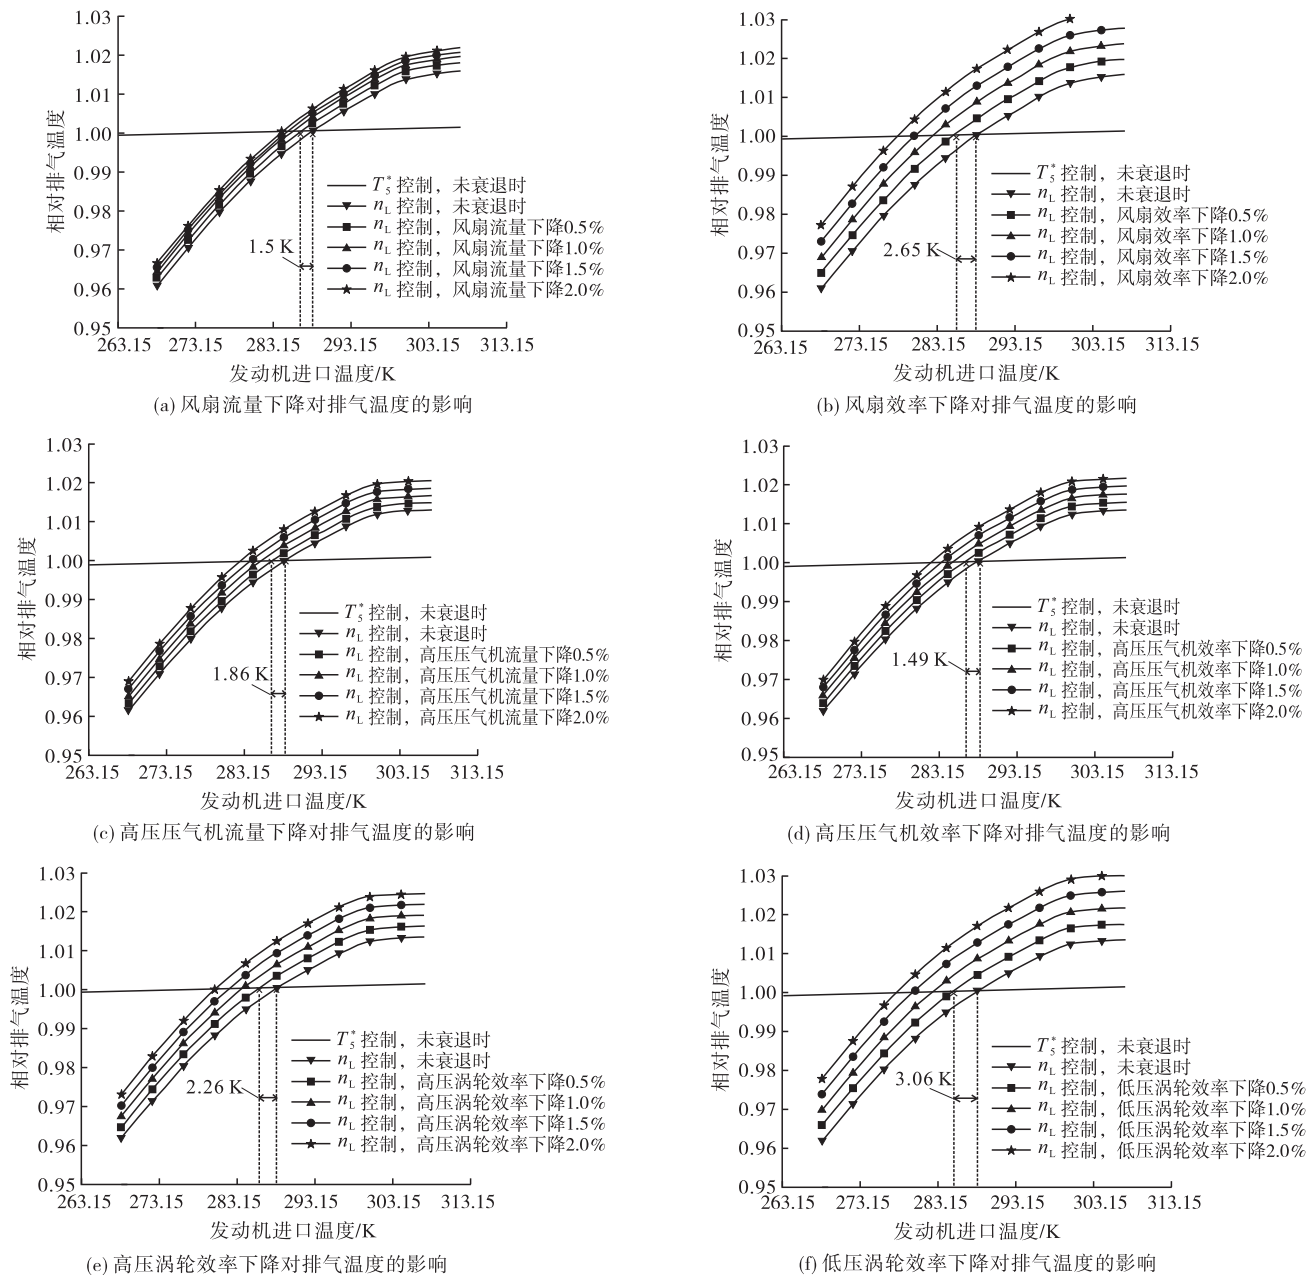 1.03
1.02
1.01
1.00
0.99
0.98
0.97
0.96
0.95
相对排气温度
T₅* 控制，未衰退时
n_L 控制，未衰退时
n_L 控制，风扇流量下降0.5%
n_L 控制，风扇流量下降1.0%
n_L 控制，风扇流量下降1.5%
n_L 控制，风扇流量下降2.0%
1.5 K
263.15 273.15 283.15 293.15 303.15 313.15
发动机进口温度/K
(a) 风扇流量下降对排气温度的影响
1.03
1.02
1.01
1.00
0.99
0.98
0.97
0.96
0.95
相对排气温度
T₅* 控制，未衰退时
n_L 控制，未衰退时
n_L 控制，风扇效率下降0.5%
n_L 控制，风扇效率下降1.0%
n_L 控制，风扇效率下降1.5%
n_L 控制，风扇效率下降2.0%
2.65 K
263.15 273.15 283.15 293.15 303.15 313.15
发动机进口温度/K
(b) 风扇效率下降对排气温度的影响
1.03
1.02
1.01
1.00
0.99
0.98
0.97
0.96
0.95
相对排气温度
T₅* 控制，未衰退时
n_L 控制，未衰退时
n_L 控制，高压压气机流量下降0.5%
n_L 控制，高压压气机流量下降1.0%
n_L 控制，高压压气机流量下降1.5%
n_L 控制，高压压气机流量下降2.0%
1.86 K
263.15 273.15 283.15 293.15 303.15 313.15
发动机进口温度/K
(c) 高压压气机流量下降对排气温度的影响
1.03
1.02
1.01
1.00
0.99
0.98
0.97
0.96
0.95
相对排气温度
T₅* 控制，未衰退时
n_L 控制，未衰退时
n_L 控制，高压压气机效率下降0.5%
n_L 控制，高压压气机效率下降1.0%
n_L 控制，高压压气机效率下降1.5%
n_L 控制，高压压气机效率下降2.0%
1.49 K
263.15 273.15 283.15 293.15 303.15 313.15
发动机进口温度/K
(d) 高压压气机效率下降对排气温度的影响
1.03
1.02
1.01
1.00
0.99
0.98
0.97
0.96
0.95
相对排气温度
T₅* 控制，未衰退时
n_L 控制，未衰退时
n_L 控制，高压涡轮效率下降0.5%
n_L 控制，高压涡轮效率下降1.0%
n_L 控制，高压涡轮效率下降1.5%
n_L 控制，高压涡轮效率下降2.0%
2.26 K
263.15 273.15 283.15 293.15 303.15 313.15
发动机进口温度/K
(e) 高压涡轮效率下降对排气温度的影响
1.03
1.02
1.01
1.00
0.99
0.98
0.97
0.96
0.95
相对排气温度
T₅* 控制，未衰退时
n_L 控制，未衰退时
n_L 控制，低压涡轮效率下降0.5%
n_L 控制，低压涡轮效率下降1.0%
n_L 控制，低压涡轮效率下降1.5%
n_L 控制，低压涡轮效率下降2.0%
3.06 K
263.15 273.15 283.15 293.15 303.15 313.15
发动机进口温度/K
(f) 低压涡轮效率下降对排气温度的影响